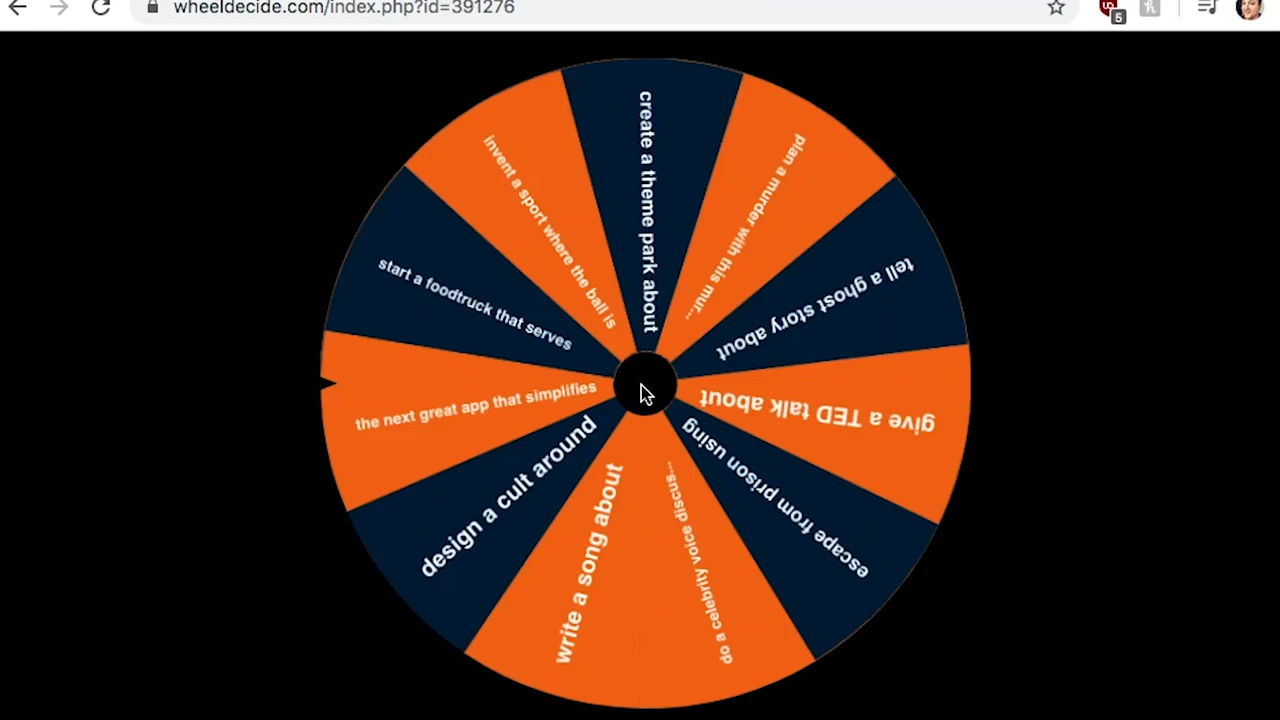 wheeldecide.com/index.php?id=391276
5
create a theme park about
plan a murder with this mur...
tell a ghost story about
give a TED talk about
escape from prison using
do a celebrity voice discus...
write a song about
design a cult around
the next great app that simplifies
start a foodtruck that serves
invent a sport where the ball is